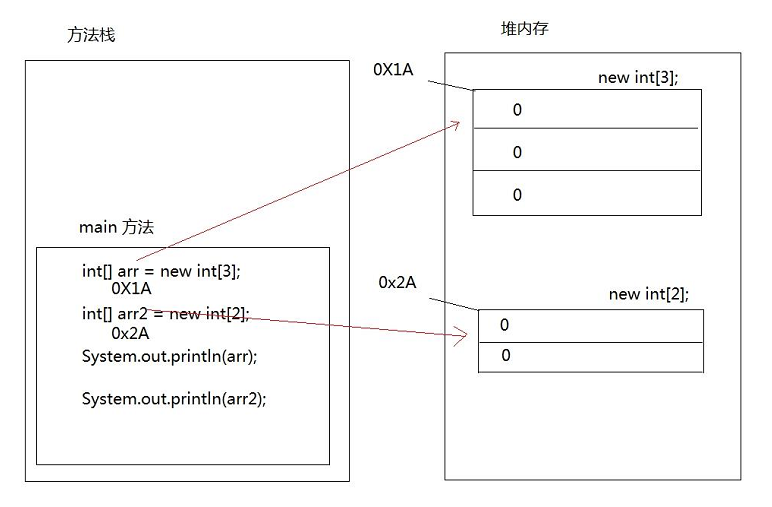 方法栈
main 方法
int[] arr = new int[3];
0X1A
int[] arr2 = new int[2];
0x2A
System.out.println(arr);
System.out.println(arr2);
堆内存
0X1A
new int[3];
0
0
0
0x2A
new int[2];
0
0